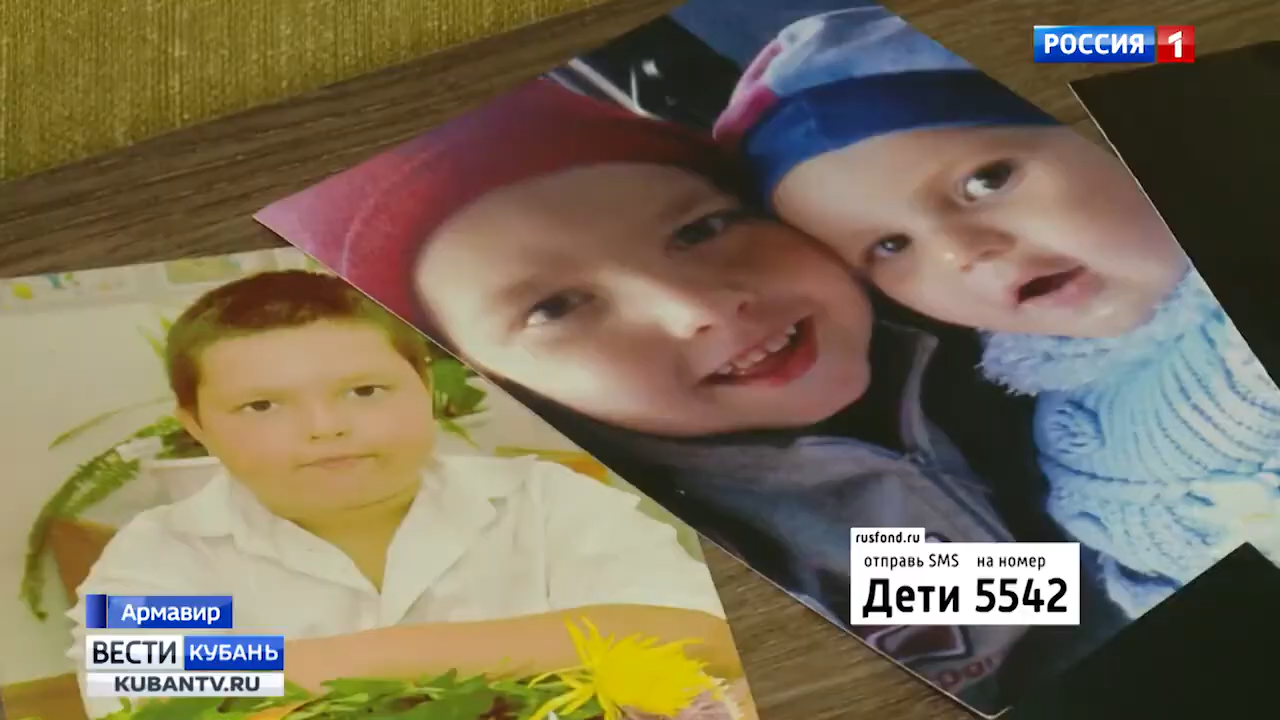 РОССИЯ 1
rusfond.ru
отправь SMS на номер
Дети 5542
Армавир
ВЕСТИ КУБАНЬ
KUBANTV.RU